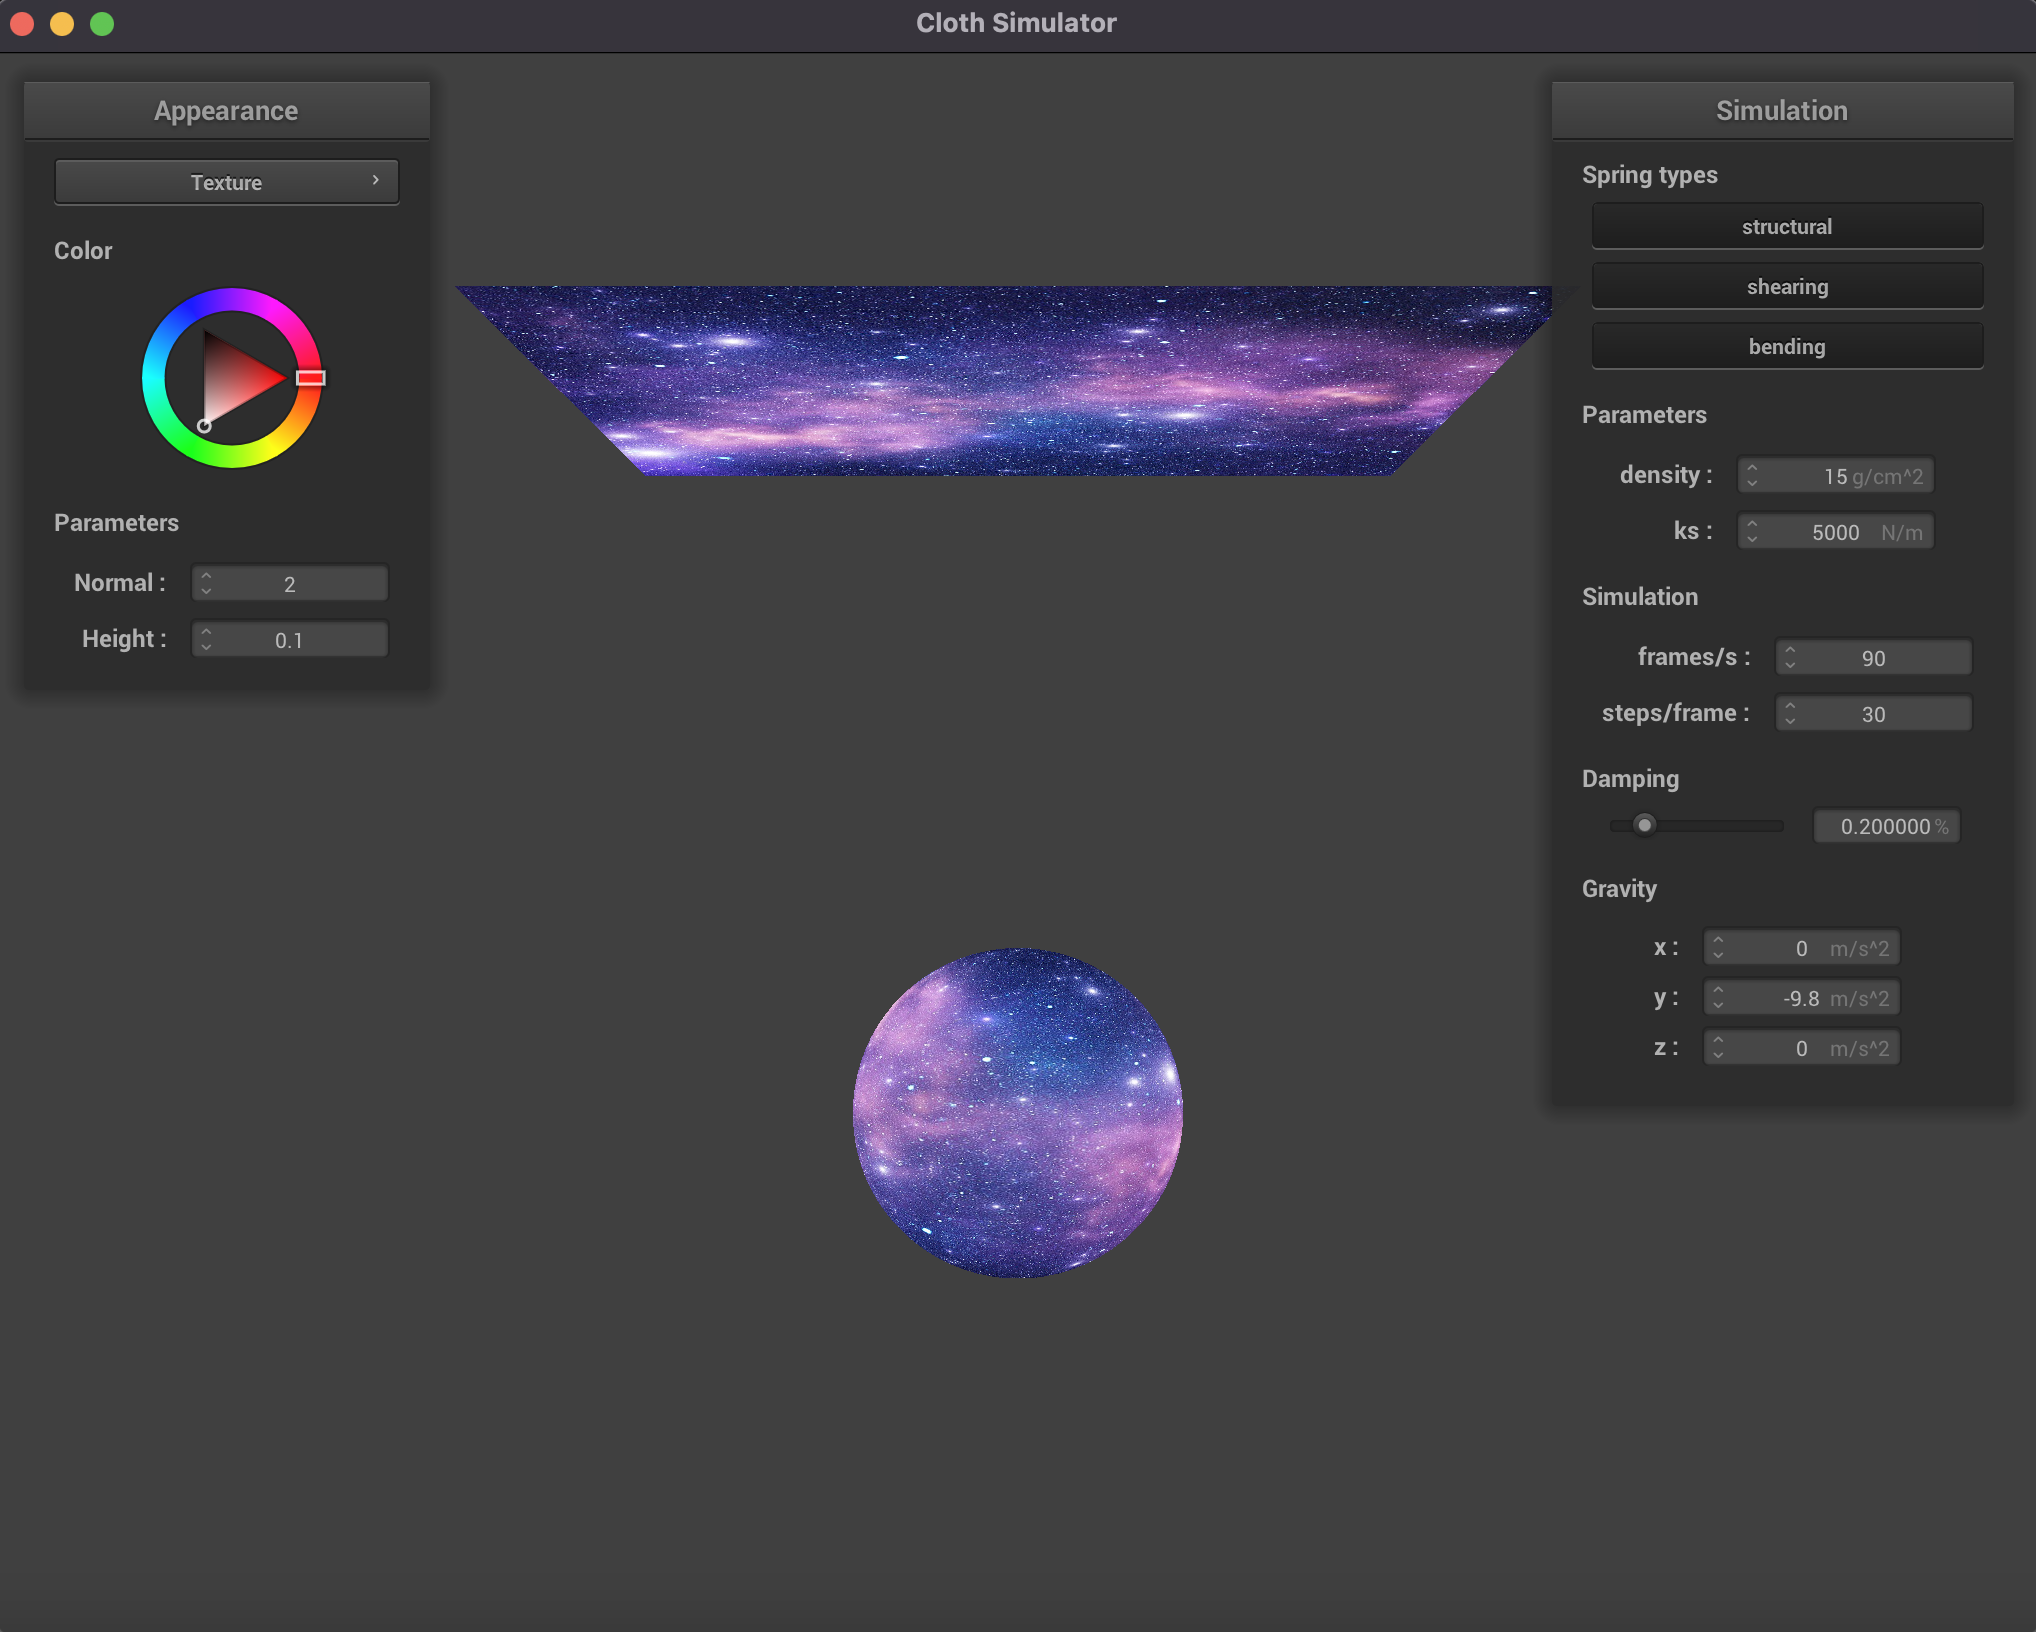 Cloth Simulator
Appearance
Texture
Color
Parameters
Normal : 2
Height : 0.1
Simulation
Spring types
structural
shearing
bending
Parameters
density : 15 g/cm^2
ks : 5000 N/m
Simulation
frames/s : 90
steps/frame : 30
Damping
0.200000 %
Gravity
x : 0 m/s^2
y : -9.8 m/s^2
z : 0 m/s^2